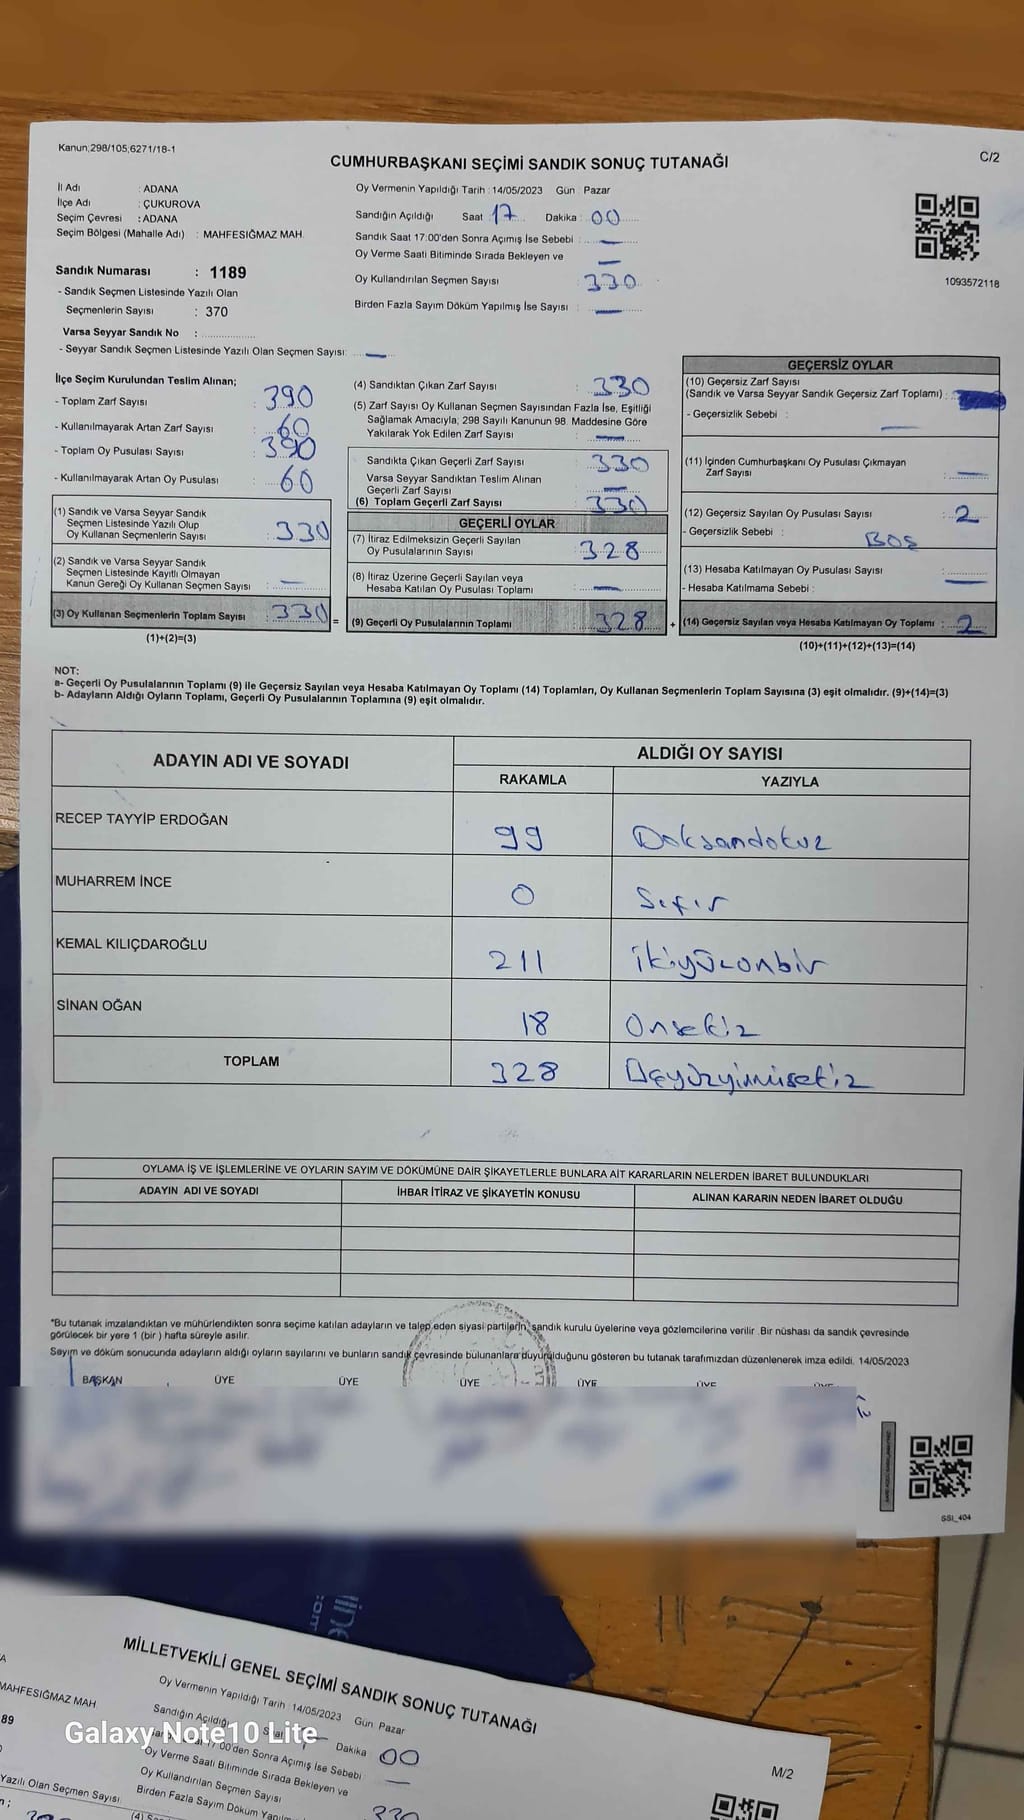 Kanun;298/105,6271/18-1
CUMHURBAŞKANI SEÇİMİ SANDIK SONUÇ TUTANAĞI
C/2
İl Adı : ADANA
İlçe Adı : ÇUKUROVA
Seçim Çevresi : ADANA
Seçim Bölgesi (Mahalle Adı) : MAHFESIĞMAZ MAH.
Sandık Numarası : 1189
- Sandık Seçmen Listesinde Yazılı Olan
Seçmenlerin Sayısı : 370
Varsa Seyyar Sandık No :
- Seyyar Sandık Seçmen Listesinde Yazılı Olan Seçmen Sayısı: —
Oy Vermenin Yapıldığı Tarih : 14/05/2023 Gün : Pazar
Sandığın Açıldığı Saat 17 Dakika : 00
Sandık Saat 17:00'den Sonra Açımış İse Sebebi : —
Oy Verme Saati Bitiminde Sırada Bekleyen ve —
Oy Kullandırılan Seçmen Sayısı : 330
Birden Fazla Sayım Döküm Yapılmış İse Sayısı : —
1093572118
İlçe Seçim Kurulundan Teslim Alınan;
- Toplam Zarf Sayısı : 390
- Kullanılmayarak Artan Zarf Sayısı : 60
- Toplam Oy Pusulası Sayısı : 390
- Kullanılmayarak Artan Oy Pusulası : 60
(1) Sandık ve Varsa Seyyar Sandık
Seçmen Listesinde Yazılı Olup
Oy Kullanan Seçmenlerin Sayısı : 330
(2) Sandık ve Varsa Seyyar Sandık
Seçmen Listesinde Kayıtlı Olmayan
Kanun Gereği Oy Kullanan Seçmen Sayısı : —
(3) Oy Kullanan Seçmenlerin Toplam Sayısı : 330 =
(1)+(2)=(3)
(4) Sandıktan Çıkan Zarf Sayısı : 330
(5) Zarf Sayısı Oy Kullanan Seçmen Sayısından Fazla İse, Eşitliği
Sağlamak Amacıyla; 298 Sayılı Kanunun 98. Maddesine Göre
Yakılarak Yok Edilen Zarf Sayısı : —
Sandıkta Çıkan Geçerli Zarf Sayısı : 330
Varsa Seyyar Sandıktan Teslim Alınan
Geçerli Zarf Sayısı : —
(6) Toplam Geçerli Zarf Sayısı : 330
GEÇERLİ OYLAR
(7) İtiraz Edilmeksizin Geçerli Sayılan
Oy Pusulalarının Sayısı : 328
(8) İtiraz Üzerine Geçerli Sayılan veya
Hesaba Katılan Oy Pusulası Toplamı : —
(9) Geçerli Oy Pusulalarının Toplamı : 328 +
GEÇERSİZ OYLAR
(10) Geçersiz Zarf Sayısı
(Sandık ve Varsa Seyyar Sandık Geçersiz Zarf Toplamı) :
- Geçersizlik Sebebi : —
(11) İçinden Cumhurbaşkanı Oy Pusulası Çıkmayan
Zarf Sayısı : —
(12) Geçersiz Sayılan Oy Pusulası Sayısı : 2
- Geçersizlik Sebebi : BOŞ
(13) Hesaba Katılmayan Oy Pusulası Sayısı : —
- Hesaba Katılmama Sebebi :
(14) Geçersiz Sayılan veya Hesaba Katılmayan Oy Toplamı : 2
(10)+(11)+(12)+(13)=(14)
NOT:
a- Geçerli Oy Pusulalarının Toplamı (9) ile Geçersiz Sayılan veya Hesaba Katılmayan Oy Toplamı (14) Toplamları, Oy Kullanan Seçmenlerin Toplam Sayısına (3) eşit olmalıdır. (9)+(14)=(3)
b- Adayların Aldığı Oyların Toplamı, Geçerli Oy Pusulalarının Toplamına (9) eşit olmalıdır.
ADAYIN ADI VE SOYADI
ALDIĞI OY SAYISI
RAKAMLA YAZIYLA
RECEP TAYYİP ERDOĞAN 99 Doksandokuz
MUHARREM İNCE 0 Sıfır
KEMAL KILIÇDAROĞLU 211 ikiyüzonbir
SİNAN OĞAN 18 Onsekiz
TOPLAM 328 Üçyüzyirmisekiz
OYLAMA İŞ VE İŞLEMLERİNE VE OYLARIN SAYIM VE DÖKÜMÜNE DAİR ŞİKAYETLERLE BUNLARA AİT KARARLARIN NELERDEN İBARET BULUNDUKLARI
ADAYIN ADI VE SOYADI İHBAR İTİRAZ VE ŞİKAYETİN KONUSU ALINAN KARARIN NEDEN İBARET OLDUĞU
*Bu tutanak imzalandıktan ve mühürlendikten sonra seçime katılan adayların ve talep eden siyasi partilerin, sandık kurulu üyelerine veya gözlemcilerine verilir .Bir nüshası da sandık çevresinde
görülecek bir yere 1 (bir) hafta süreyle asılır.
Sayım ve döküm sonucunda adayların aldığı oyların sayılarını ve bunların sandık çevresinde bulunanlara duyurulduğunu gösteren bu tutanak tarafımızdan düzenlenerek imza edildi. 14/05/2023
BAŞKAN ÜYE ÜYE ÜYE ÜYE ÜYE
SSI_404
MİLLETVEKİLİ GENEL SEÇİMİ SANDIK SONUÇ TUTANAĞI
MAHFESIĞMAZ MAH
89
Yazılı Olan
Seçmen Sayısı
Oy Vermenin Yapıldığı Tarih : 14/05/2023 Gün : Pazar
Sandığın Açıldığı Dakika 00
17:00'den Sonra Açımış İse Sebebi : —
Oy Verme Saati Bitiminde Sırada Bekleyen ve
Oy Kullandırılan Seçmen Sayısı
Birden Fazla Sayım Döküm 330
M/2
Galaxy Note10 Lite